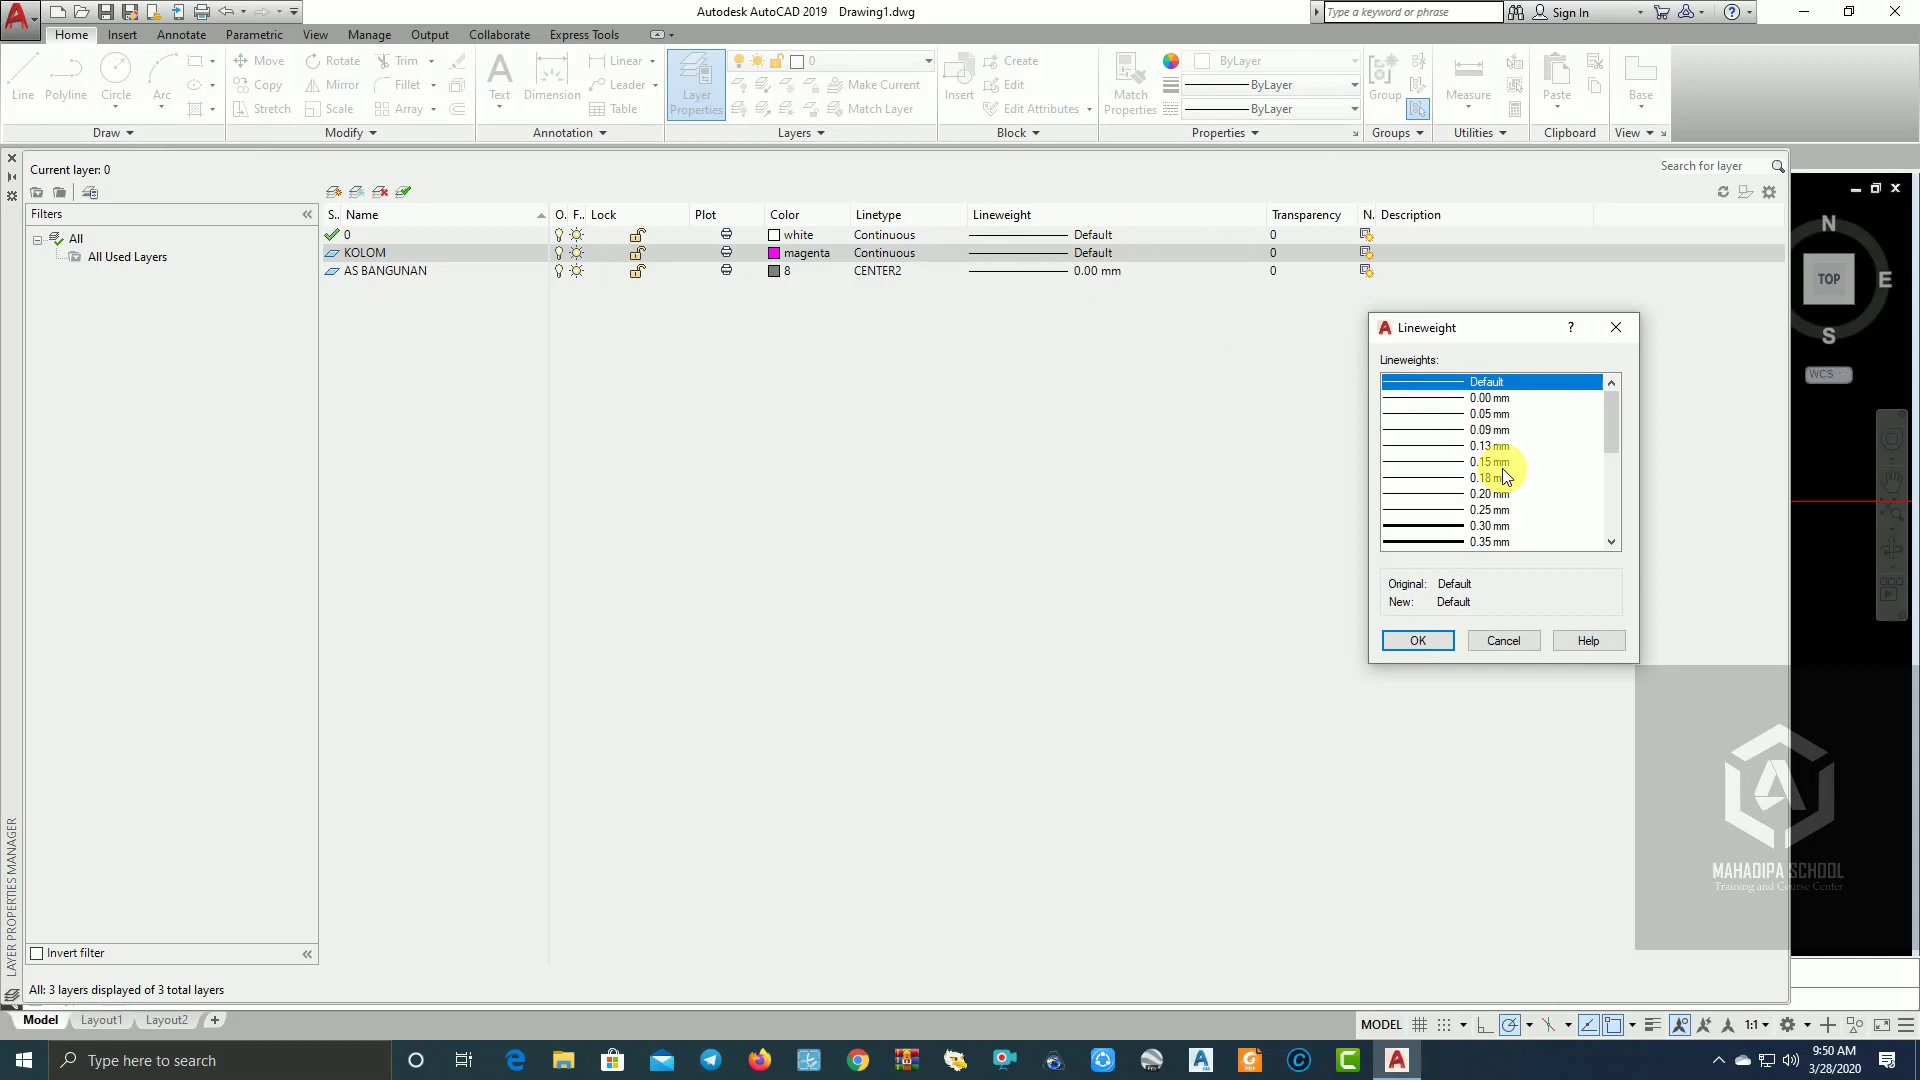 Autodesk AutoCAD 2019 Drawing1.dwg
Type a keyword or phrase
Sign In
Home Insert Annotate Parametric View Manage Output Collaborate Express Tools
Line Polyline Circle Arc
Move Rotate Trim
Copy Mirror Fillet
Stretch Scale Array
Text Dimension
Linear
Leader
Table
Layer
Properties
0
Make Current
Match Layer
Insert
Create
Edit
Edit Attributes
Match
Properties
ByLayer
ByLayer
ByLayer
Group
Measure
Paste
Base
Draw Modify Annotation Layers Block Properties Groups Utilities Clipboard View
Current layer: 0
Search for layer
Filters
All
All Used Layers
S.. Name O. F.. Lock Plot Color Linetype Lineweight Transparency N. Description
0 white Continuous Default 0
KOLOM magenta Continuous Default 0
AS BANGUNAN 8 CENTER2 0.00 mm 0
N
TOP
E
S
WCS
Lineweight
?
Lineweights:
Default
0.00 mm
0.05 mm
0.09 mm
0.13 mm
0.15 mm
0.18 mm
0.20 mm
0.25 mm
0.30 mm
0.35 mm
Original: Default
New: Default
OK Cancel Help
MAHADIPA SCHOOL
Training and Course Center
LAYER PROPERTIES MANAGER
Invert filter
All: 3 layers displayed of 3 total layers
Model Layout1 Layout2 +
MODEL 1:1
Type here to search
9:50 AM
3/28/2020